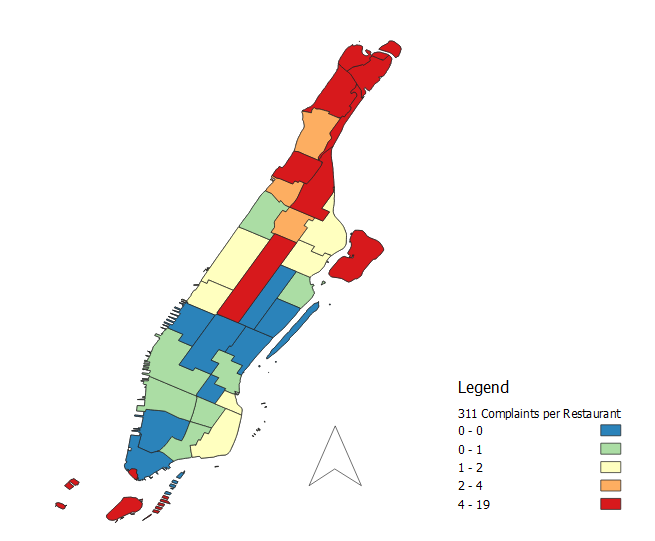 Legend
311 Complaints per Restaurant
0 - 0
0 - 1
1 - 2
2 - 4
4 - 19